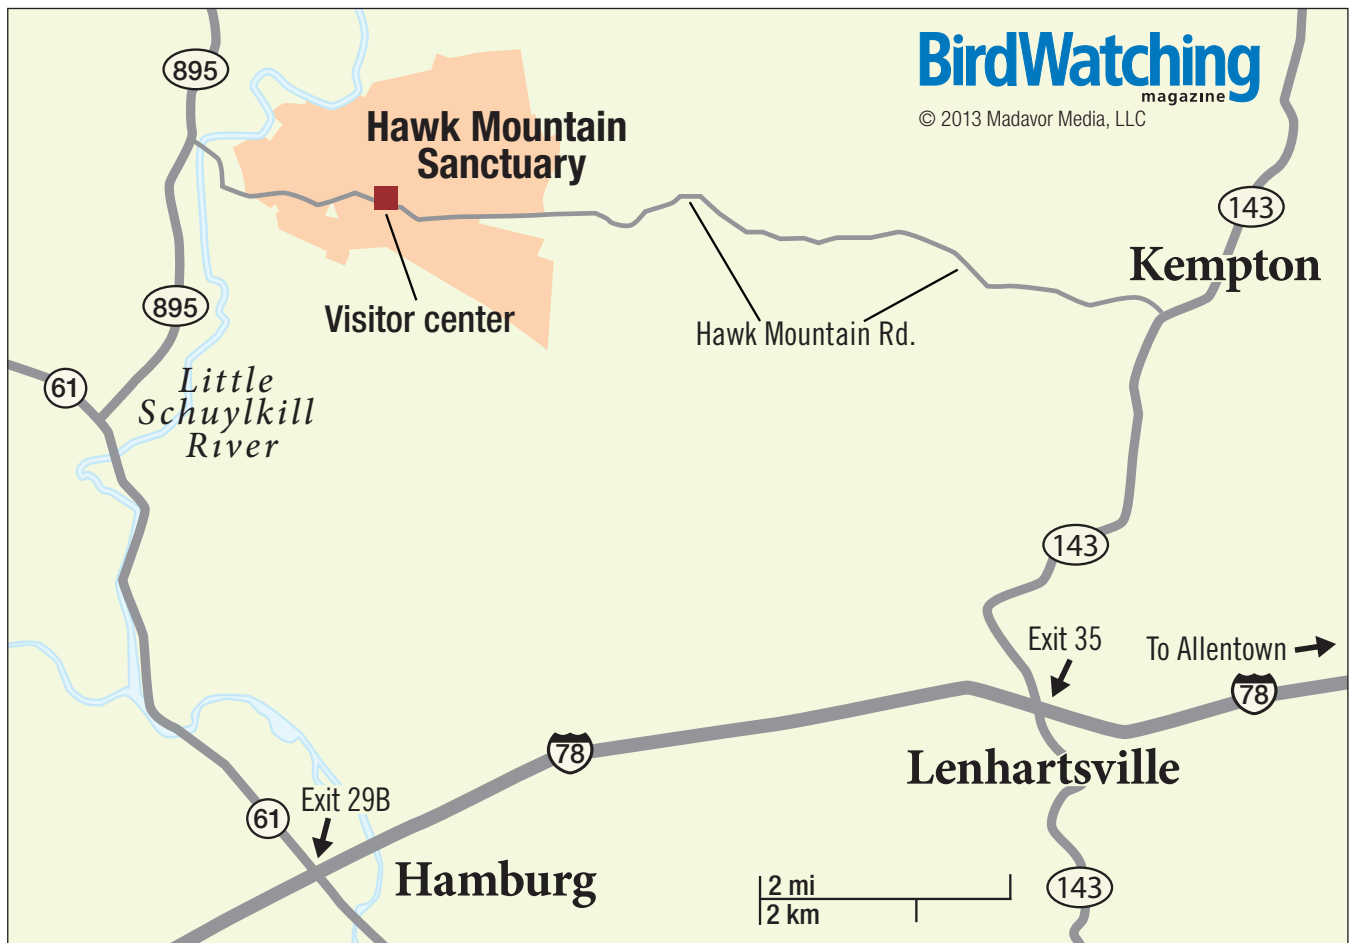 895
BirdWatching
magazine
© 2013 Madavor Media, LLC
Hawk Mountain
Sanctuary
143
Kempton
895
Visitor center
Hawk Mountain Rd.
61
Little
Schuylkill
River
143
Exit 35
To Allentown
78
78
Lenhartsville
61
Exit 29B
Hamburg
2 mi
2 km
143